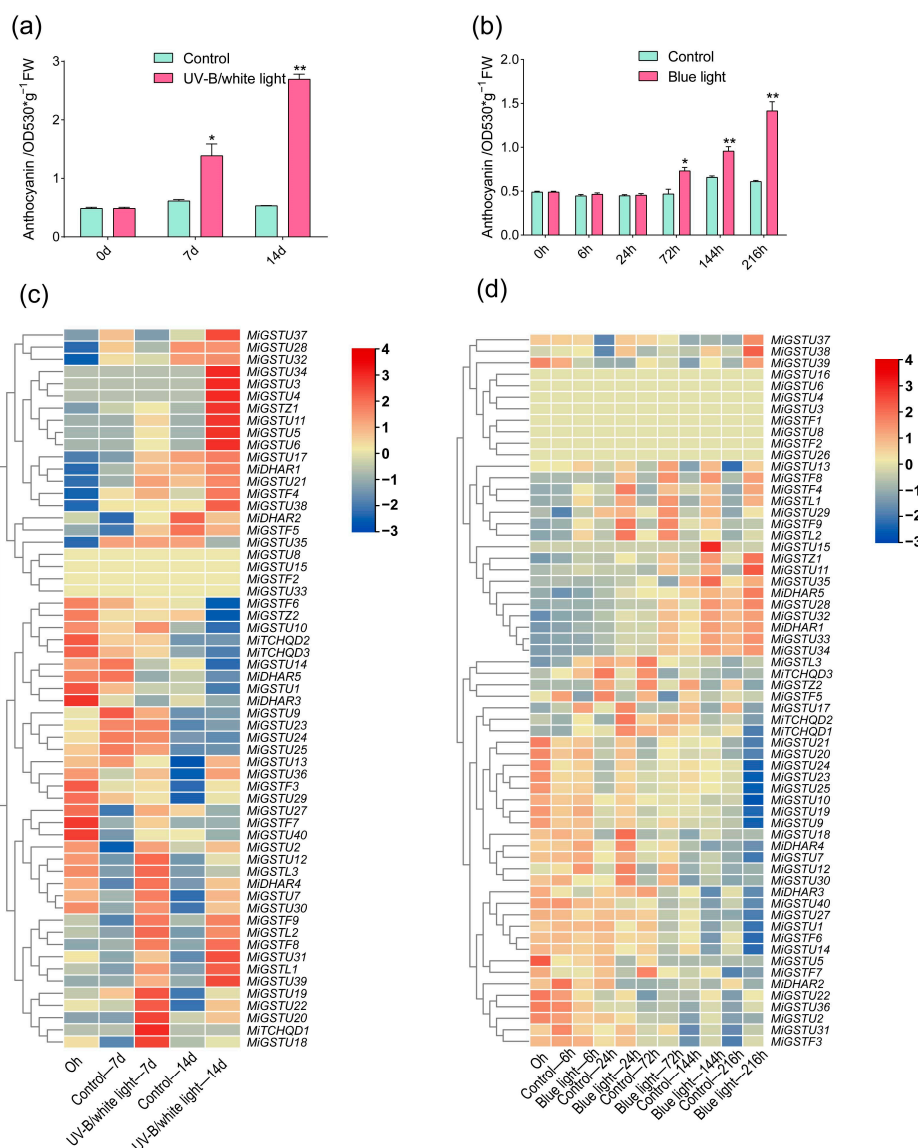 (a)
Control
UV-B/white light
Anthocyanin /OD530*g⁻¹FW
3
2
1
0
*
**
0d
7d
14d
(b)
Control
Blue light
Anthocyanin /OD530*g⁻¹ FW
2.0
1.5
1.0
0.5
0.0
*
**
**
0h
6h
24h
72h
144h
216h
(c)
MiGSTU37
MiGSTU28
MiGSTU32
MiGSTU34
MiGSTU3
MiGSTU4
MiGSTZ1
MiGSTU11
MiGSTU5
MiGSTU6
MiGSTU17
MiDHAR1
MiGSTU21
MiGSTF4
MiGSTU38
MiDHAR2
MiGSTF5
MiGSTU35
MiGSTU8
MiGSTU15
MiGSTF2
MiGSTU33
MiGSTF6
MiGSTZ2
MiGSTU10
MiTCHQD2
MiTCHQD3
MiGSTU14
MiDHAR5
MiGSTU1
MiDHAR3
MiGSTU9
MiGSTU23
MiGSTU24
MiGSTU25
MiGSTU13
MiGSTU36
MiGSTF3
MiGSTU29
MiGSTU27
MiGSTF7
MiGSTU40
MiGSTU2
MiGSTU12
MiGSTL3
MiDHAR4
MiGSTU7
MiGSTU30
MiGSTF9
MiGSTL2
MiGSTF8
MiGSTU31
MiGSTL1
MiGSTU39
MiGSTU19
MiGSTU22
MiGSTU20
MiTCHQD1
MiGSTU18
Oh
Control—7d
UV-B/white light—7d
Control—14d
UV-B/white light—14d
4
3
2
1
0
−1
−2
−3
(d)
MiGSTU37
MiGSTU38
MiGSTU39
MiGSTU16
MiGSTU6
MiGSTU4
MiGSTU3
MiGSTF1
MiGSTU8
MiGSTF2
MiGSTU26
MiGSTU13
MiGSTF8
MiGSTF4
MiGSTL1
MiGSTU29
MiGSTF9
MiGSTL2
MiGSTU15
MiGSTZ1
MiGSTU11
MiGSTU35
MiDHAR5
MiGSTU28
MiGSTU32
MiDHAR1
MiGSTU33
MiGSTU34
MiGSTL3
MiTCHQD3
MiGSTZ2
MiGSTF5
MiGSTU17
MiTCHQD2
MiTCHQD1
MiGSTU21
MiGSTU20
MiGSTU24
MiGSTU23
MiGSTU25
MiGSTU10
MiGSTU19
MiGSTU9
MiGSTU18
MiDHAR4
MiGSTU7
MiGSTU12
MiGSTU30
MiDHAR3
MiGSTU40
MiGSTU27
MiGSTU1
MiGSTF6
MiGSTU14
MiGSTU5
MiGSTF7
MiDHAR2
MiGSTU22
MiGSTU36
MiGSTU2
MiGSTU31
MiGSTF3
Oh
Control—6h
Blue light—6h
Control—24h
Blue light—24h
Control—72h
Blue light—72h
Control—144h
Blue light—144h
Control—216h
Blue light—216h
4
3
2
1
0
−1
−2
−3